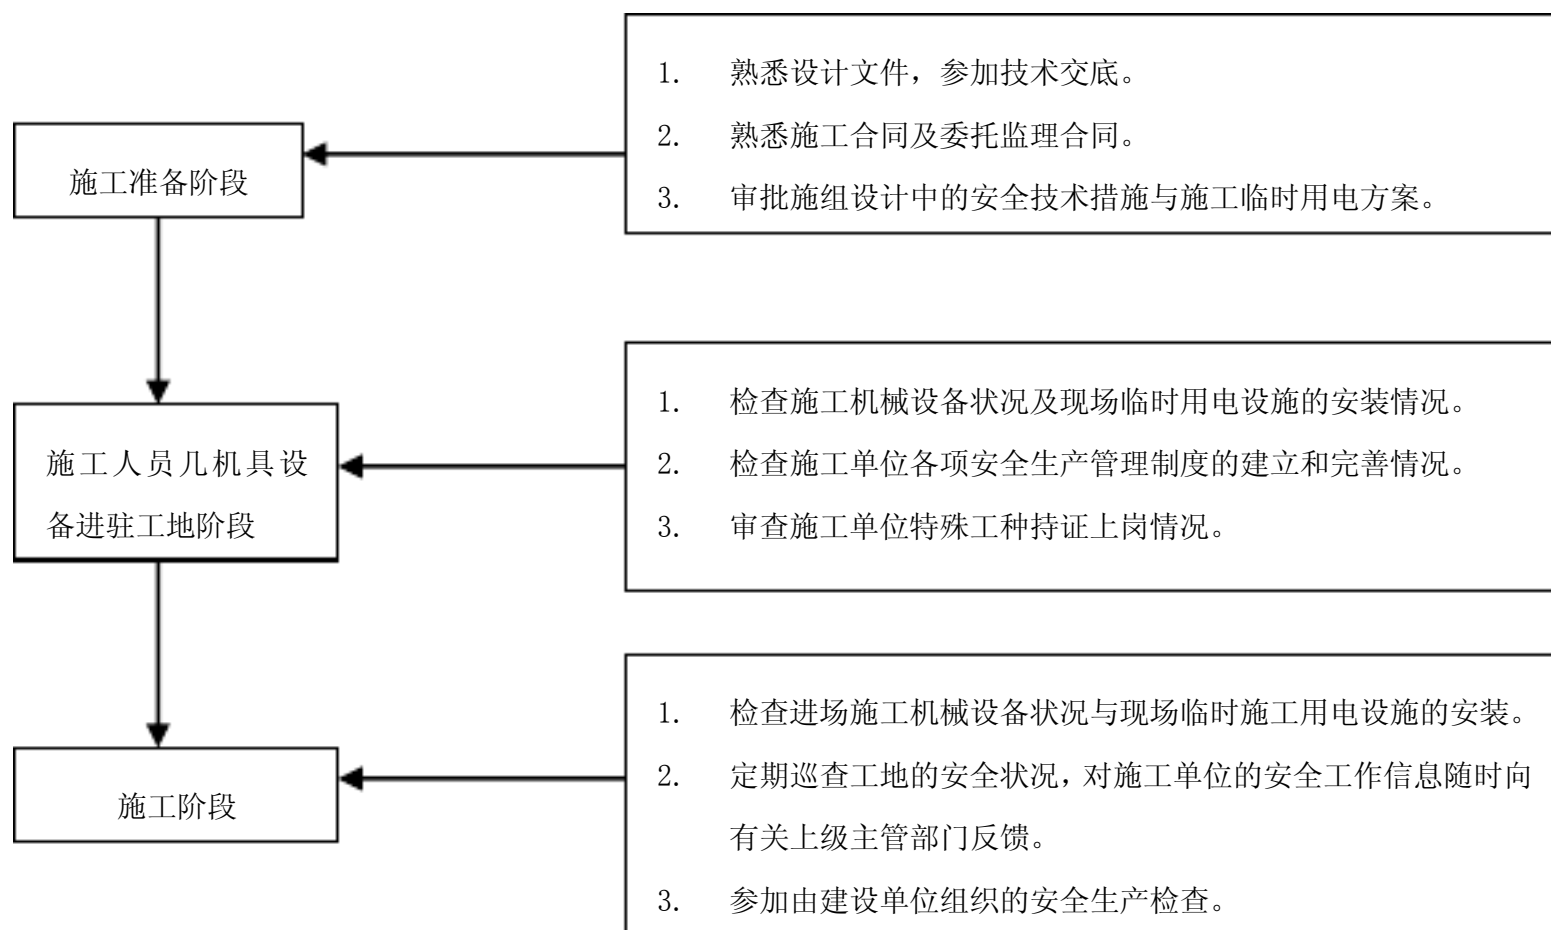 1. 熟悉设计文件，参加技术交底。
2. 熟悉施工合同及委托监理合同。
3. 审批施组设计中的安全技术措施与施工临时用电方案。
施工准备阶段
1. 检查施工机械设备状况及现场临时用电设施的安装情况。
2. 检查施工单位各项安全生产管理制度的建立和完善情况。
3. 审查施工单位特殊工种持证上岗情况。
施工人员几机具设
备进驻工地阶段
1. 检查进场施工机械设备状况与现场临时施工用电设施的安装。
2. 定期巡查工地的安全状况，对施工单位的安全工作信息随时向
有关上级主管部门反馈。
3. 参加由建设单位组织的安全生产检查。
施工阶段